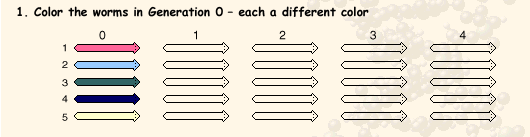 1. Color the worms in Generation 0 - each a different color
0 1 2 3 4
1
2
3
4
5